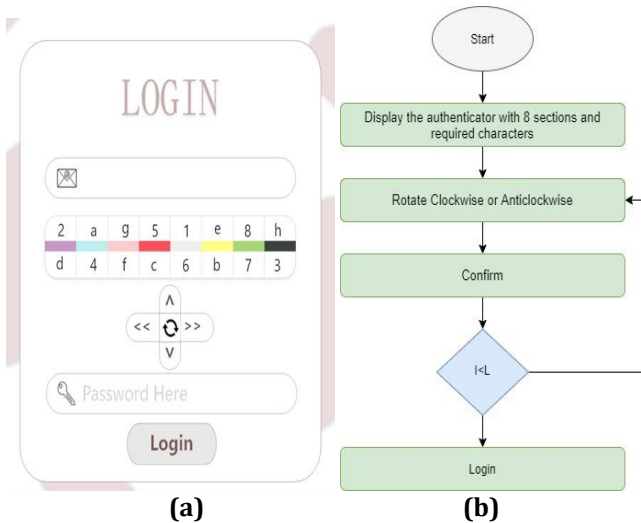 LOGIN
2 a g 5 1 e 8 h
d 4 f c 6 b 7 3
^
<< >>
v
Password Here
Login
(a)
Start
Display the authenticator with 8 sections and
required characters
Rotate Clockwise or Anticlockwise
Confirm
I<L
Login
(b)